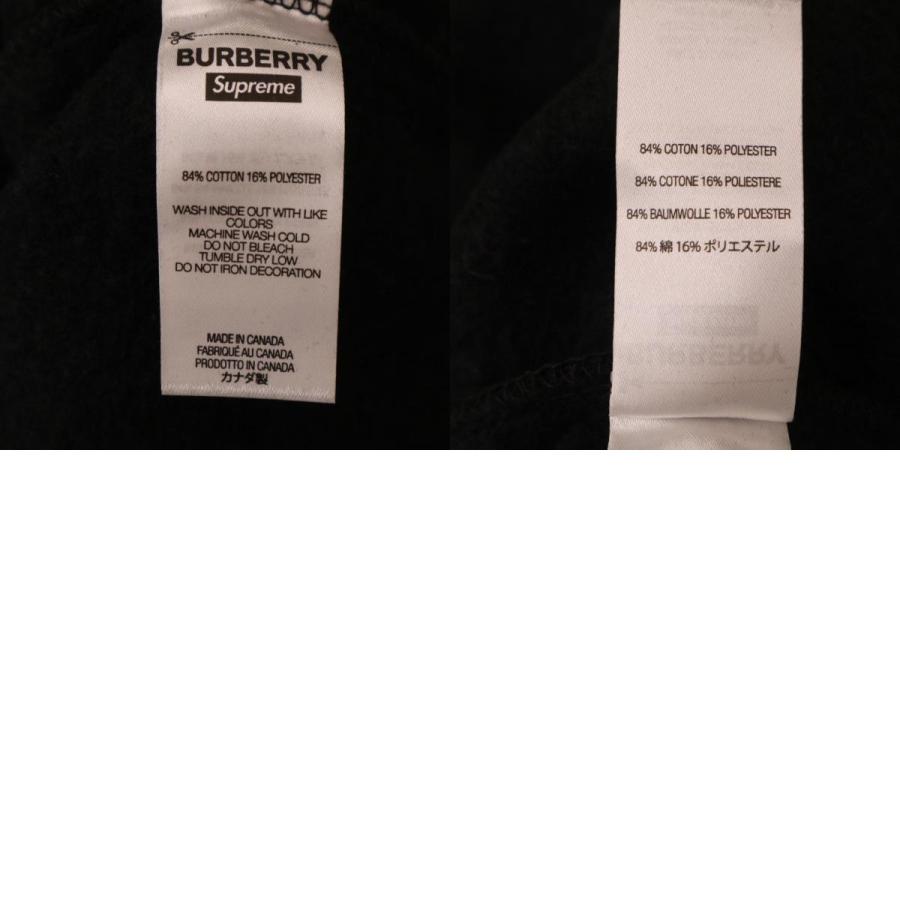 BURBERRY
Supreme
84% COTTON 16% POLYESTER
WASH INSIDE OUT WITH LIKE
COLORS
MACHINE WASH COLD
DO NOT BLEACH
TUMBLE DRY LOW
DO NOT IRON DECORATION
MADE IN CANADA
FABRIQUÉ AU CANADA
PRODOTTO IN CANADA
カナダ製
84% COTON 16% POLYESTER
84% COTONE 16% POLIESTERE
84% BAUMWOLLE 16% POLYESTER
84% 綿 16% ポリエステル